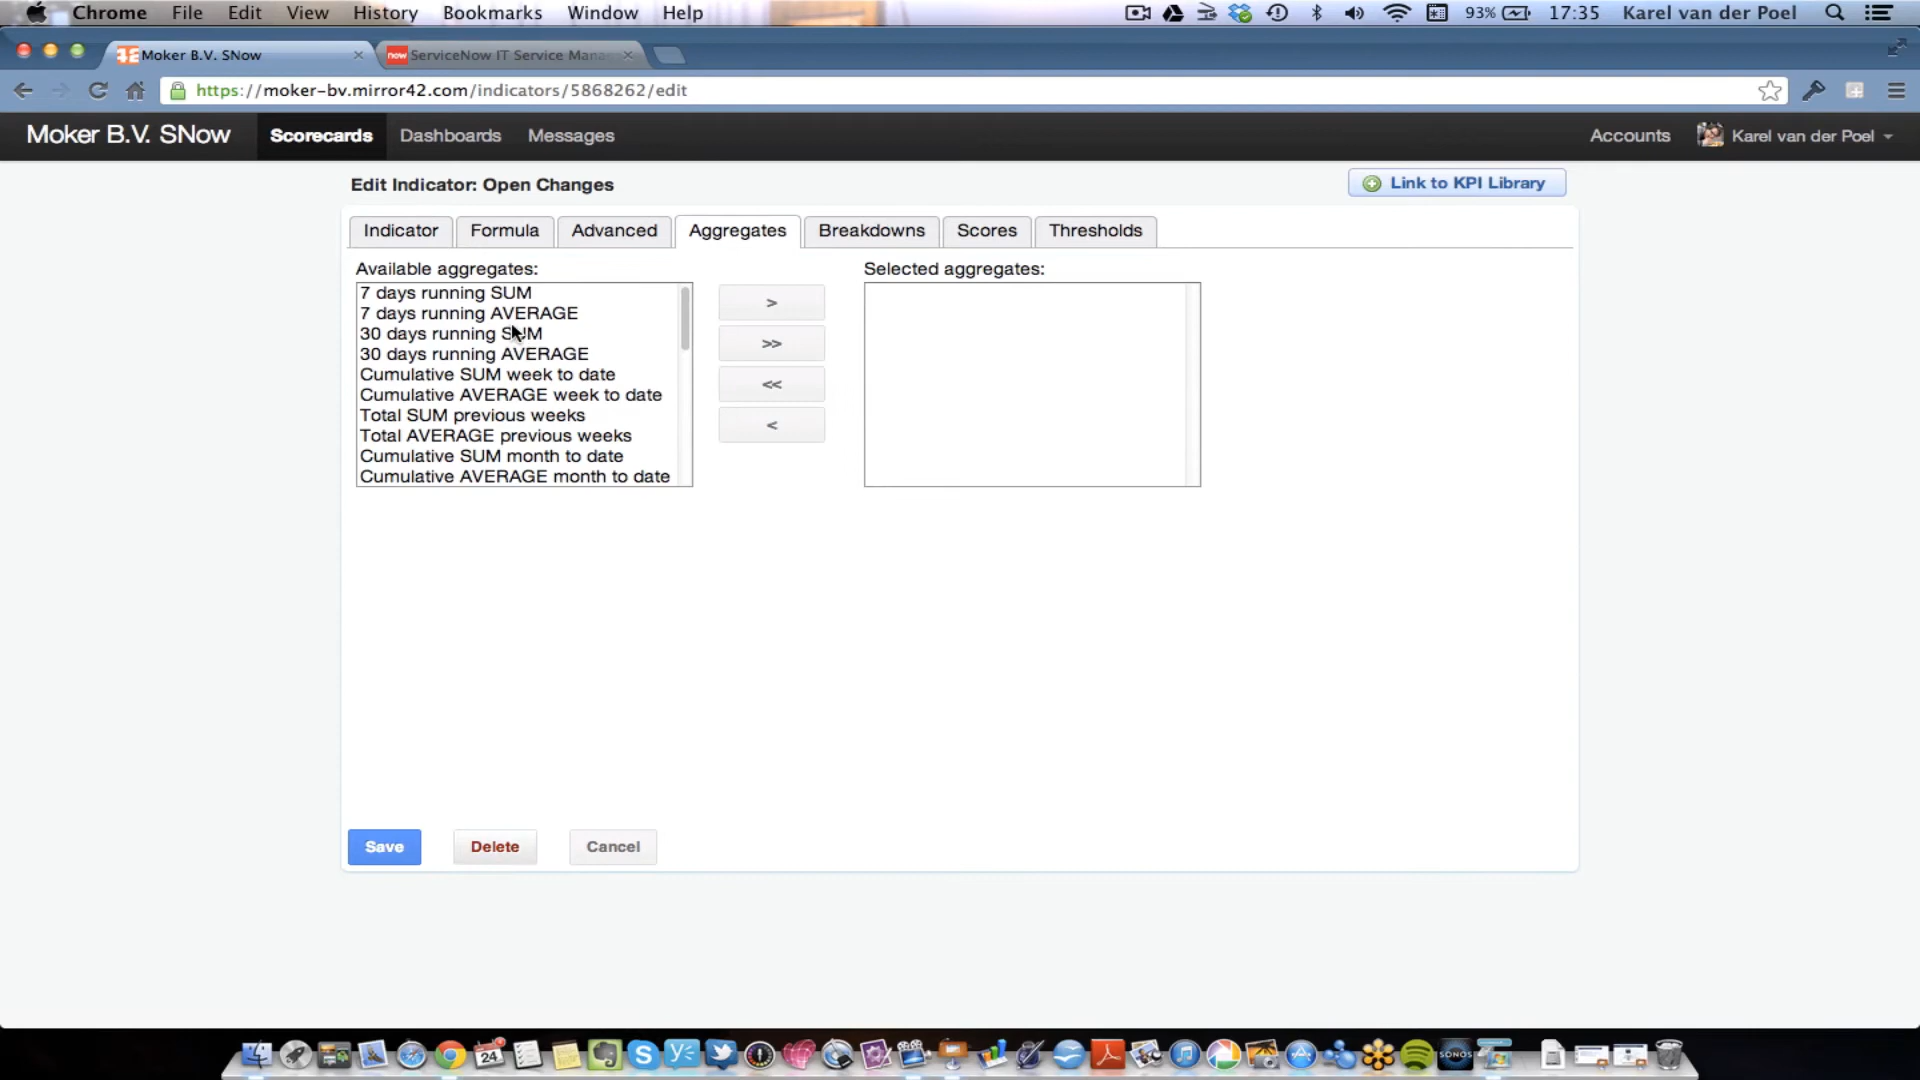 Chrome File Edit View History Bookmarks Window Help 93% 17:35 Karel van der Poel
Moker B.V. SNow
now ServiceNow IT Service Mana
https://moker-bv.mirror42.com/indicators/5868262/edit
Moker B.V. SNow Scorecards Dashboards Messages Accounts Karel van der Poel
Edit Indicator: Open Changes Link to KPI Library
Indicator Formula Advanced Aggregates Breakdowns Scores Thresholds
Available aggregates: Selected aggregates:
7 days running SUM
7 days running AVERAGE
30 days running SUM
30 days running AVERAGE
Cumulative SUM week to date
Cumulative AVERAGE week to date
Total SUM previous weeks
Total AVERAGE previous weeks
Cumulative SUM month to date
Cumulative AVERAGE month to date
>
>>
<<
<
Save Delete Cancel
24
SONOS